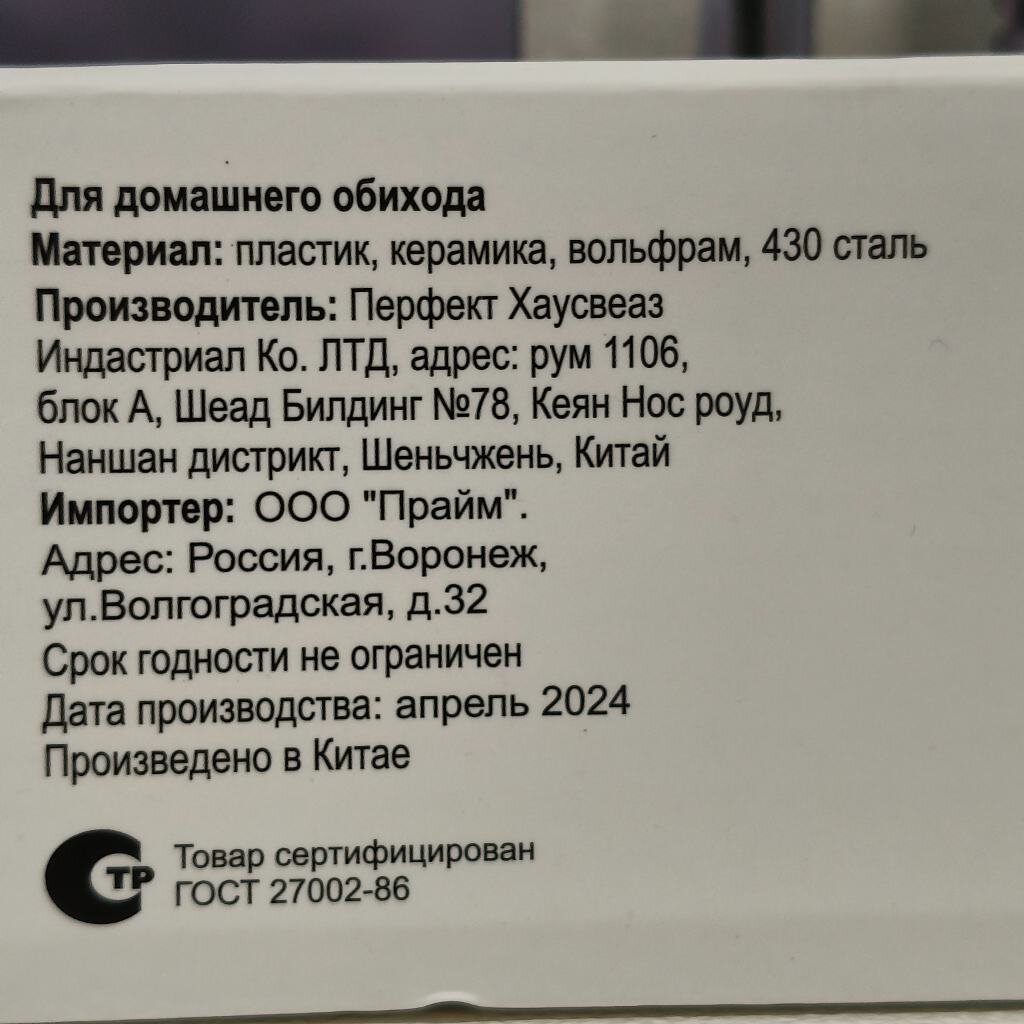 Для домашнего обихода
Материал: пластик, керамика, вольфрам, 430 сталь
Производитель: Перфект Хаусвеаз
Индастриал Ко. ЛТД, адрес: рум 1106,
блок А, Шеад Билдинг №78, Кеян Нос роуд,
Наншан дистрикт, Шеньчжень, Китай
Импортер: ООО "Прайм".
Адрес: Россия, г.Воронеж,
ул.Волгоградская, д.32
Срок годности не ограничен
Дата производства: апрель 2024
Произведено в Китае
СТР
Товар сертифицирован
ГОСТ 27002-86